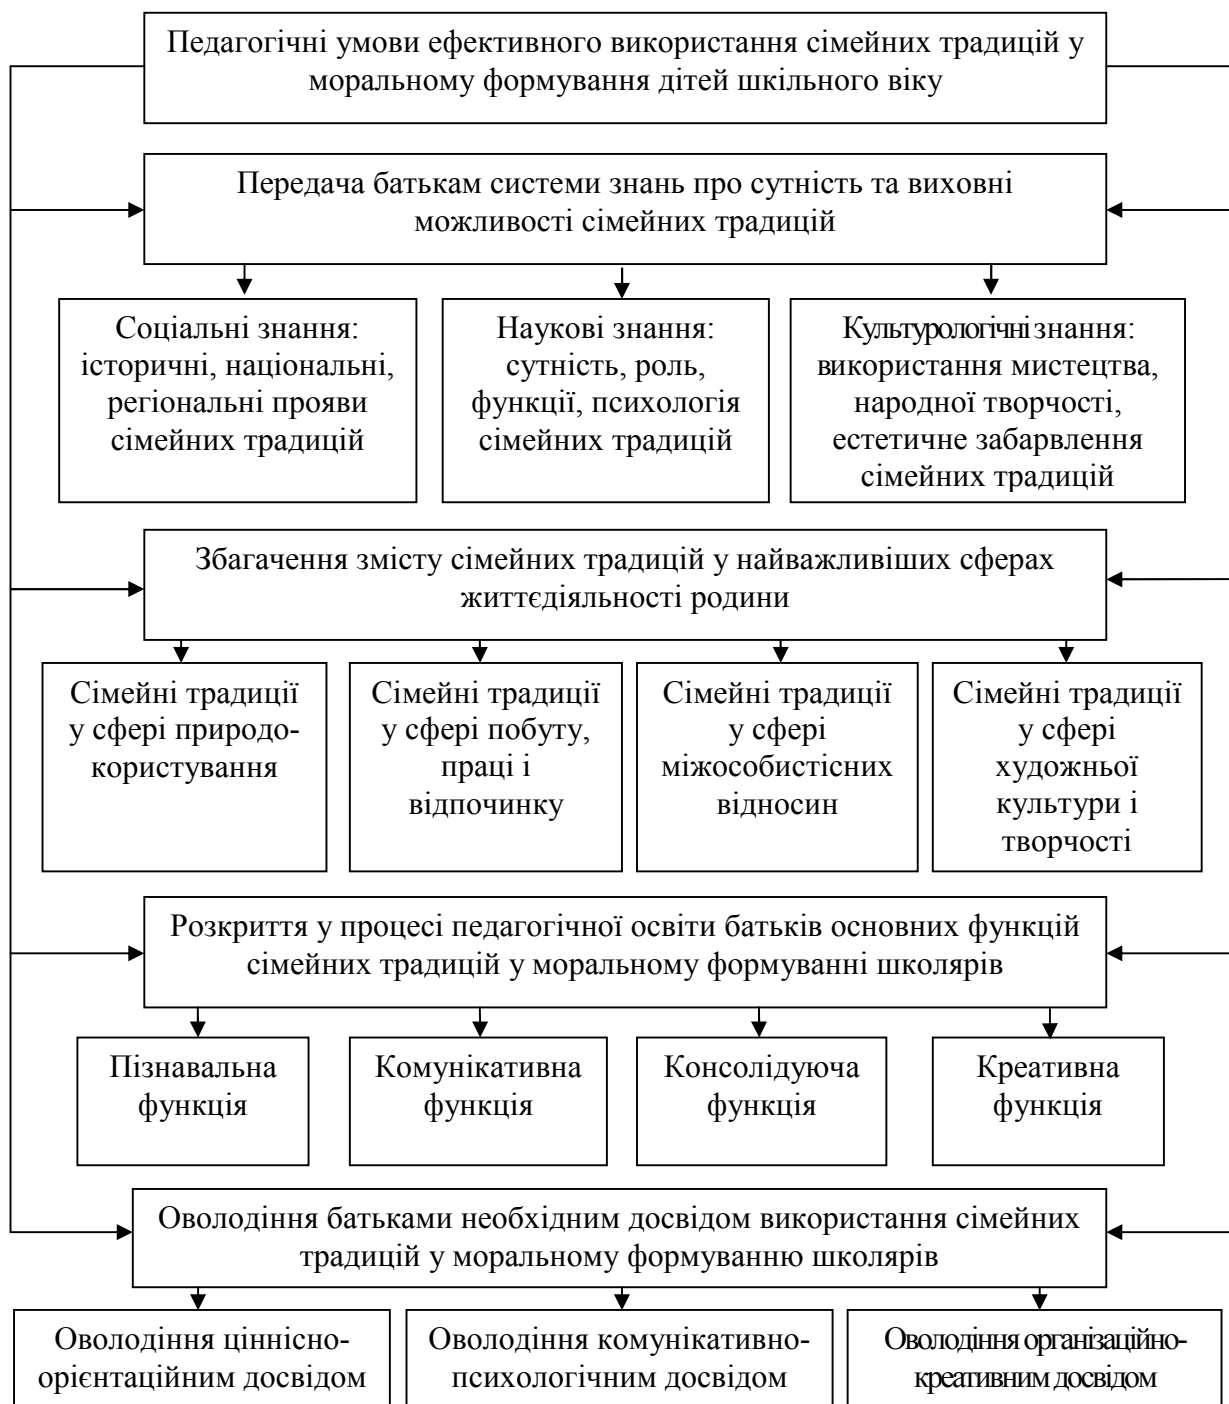 Педагогічні умови ефективного використання сімейних традицій у
моральному формування дітей шкільного віку
Передача батькам системи знань про сутність та виховні
можливості сімейних традицій
Соціальні знання:
історичні, національні,
регіональні прояви
сімейних традицій
Наукові знання:
сутність, роль,
функції, психологія
сімейних традицій
Культурологічні знання:
використання мистецтва,
народної творчості,
естетичне забарвлення
сімейних традицій
Збагачення змісту сімейних традицій у найважливіших сферах
життєдіяльності родини
Сімейні традиції
у сфері природо-
користування
Сімейні традиції
у сфері побуту,
праці і
відпочинку
Сімейні традиції
у сфері
міжособистісних
відносин
Сімейні традиції
у сфері
художньої
культури і
творчості
Розкриття у процесі педагогічної освіти батьків основних функцій
сімейних традицій у моральному формуванні школярів
Пізнавальна
функція
Комунікативна
функція
Консолідуюча
функція
Креативна
функція
Оволодіння батьками необхідним досвідом використання сімейних
традицій у моральному формуванню школярів
Оволодіння ціннісно-
орієнтаційним досвідом
Оволодіння комунікативно-
психологічним досвідом
Оволодіння організаційно-
креативним досвідом